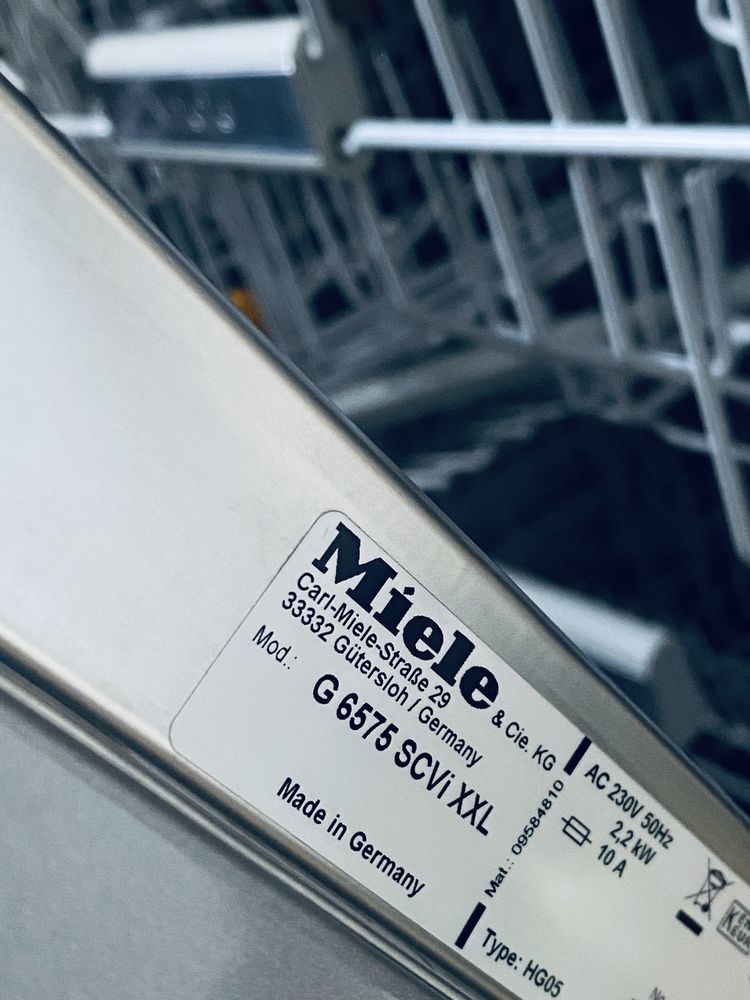 Miele & Cie. KG
Carl-Miele-Straße 29
33332 Gütersloh / Germany
Mod.:
G 6575 SCVi XXL
Made in Germany
Mat.: 09584810
AC 230V 50Hz
2,2 kW
10 A
Type: HG05